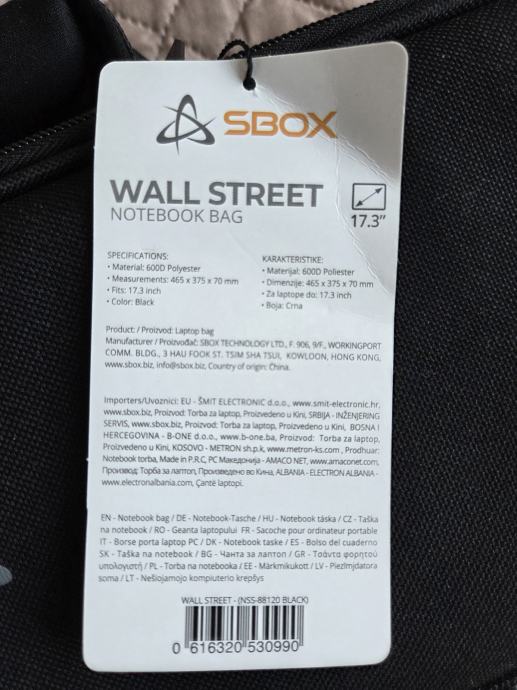 SBOX
WALL STREET
NOTEBOOK BAG
17.3"
SPECIFICATIONS:
• Material: 600D Polyester
• Measurements: 465 x 375 x 70 mm
• Fits: 17.3 inch
• Color: Black
KARAKTERISTIKE:
• Materijal: 600D Poliester
• Dimenzije: 465 x 375 x 70 mm
• Za laptope do: 17.3 inch
• Boja: Crna
Product / Proizvod: Laptop bag
Manufacturer / Proizvođač: SBOX TECHNOLOGY LTD., F. 906, 9/F., WORKINGPORT
COMM. BLDG., 3 HAU FOOK ST. TSIM SHA TSUI, KOWLOON, HONG KONG,
www.sbox.biz, info@sbox.biz, Country of origin: China.
Importers/Uvoznici: EU - ŠMIT ELECTRONIC d.o.o., www.smit-electronic.hr,
www.sbox.biz, Proizvod: Torba za laptop, Proizvedeno u Kini, SRBIJA - INŽENJERING
SERVIS, www.sbox.biz, Proizvod: Torba za laptop, Proizvedeno u Kini, BOSNA I
HERCEGOVINA - B-ONE d.o.o., www.b-one.ba, Proizvod: Torba za laptop,
Proizvedeno u Kini, KOSOVO - METRON sh.p.k, www.metron-ks.com , Prodhuar:
Notebook torba, Made in P.R.C, РС Македонија - AMACO NET, www.amaconet.com,
Производ: Торба за лаптоп, Произведено во Кина, ALBANIA - ELECTRON ALBANIA -
www.electronalbania.com, Çantë laptopi.
EN - Notebook bag / DE - Notebook-Tasche / HU - Notebook táska / CZ - Taška
na notebook / RO - Geanta laptopului FR - Sacoche pour ordinateur portable
IT - Borse porta laptop PC / DK - Notebook taske / ES - Bolso del cuaderno
SK - Taška na notebook / BG - Чанта за лаптоп / GR - Τσάντα φορητού
υπολογιστή / PL - Torba na notebooka / EE - Märkmikukott / LV - Piezīmjdatora
soma / LT - Nešiojamojo kompiuterio krepšys
WALL STREET - (NSS-88120 BLACK)
0 616320 530990